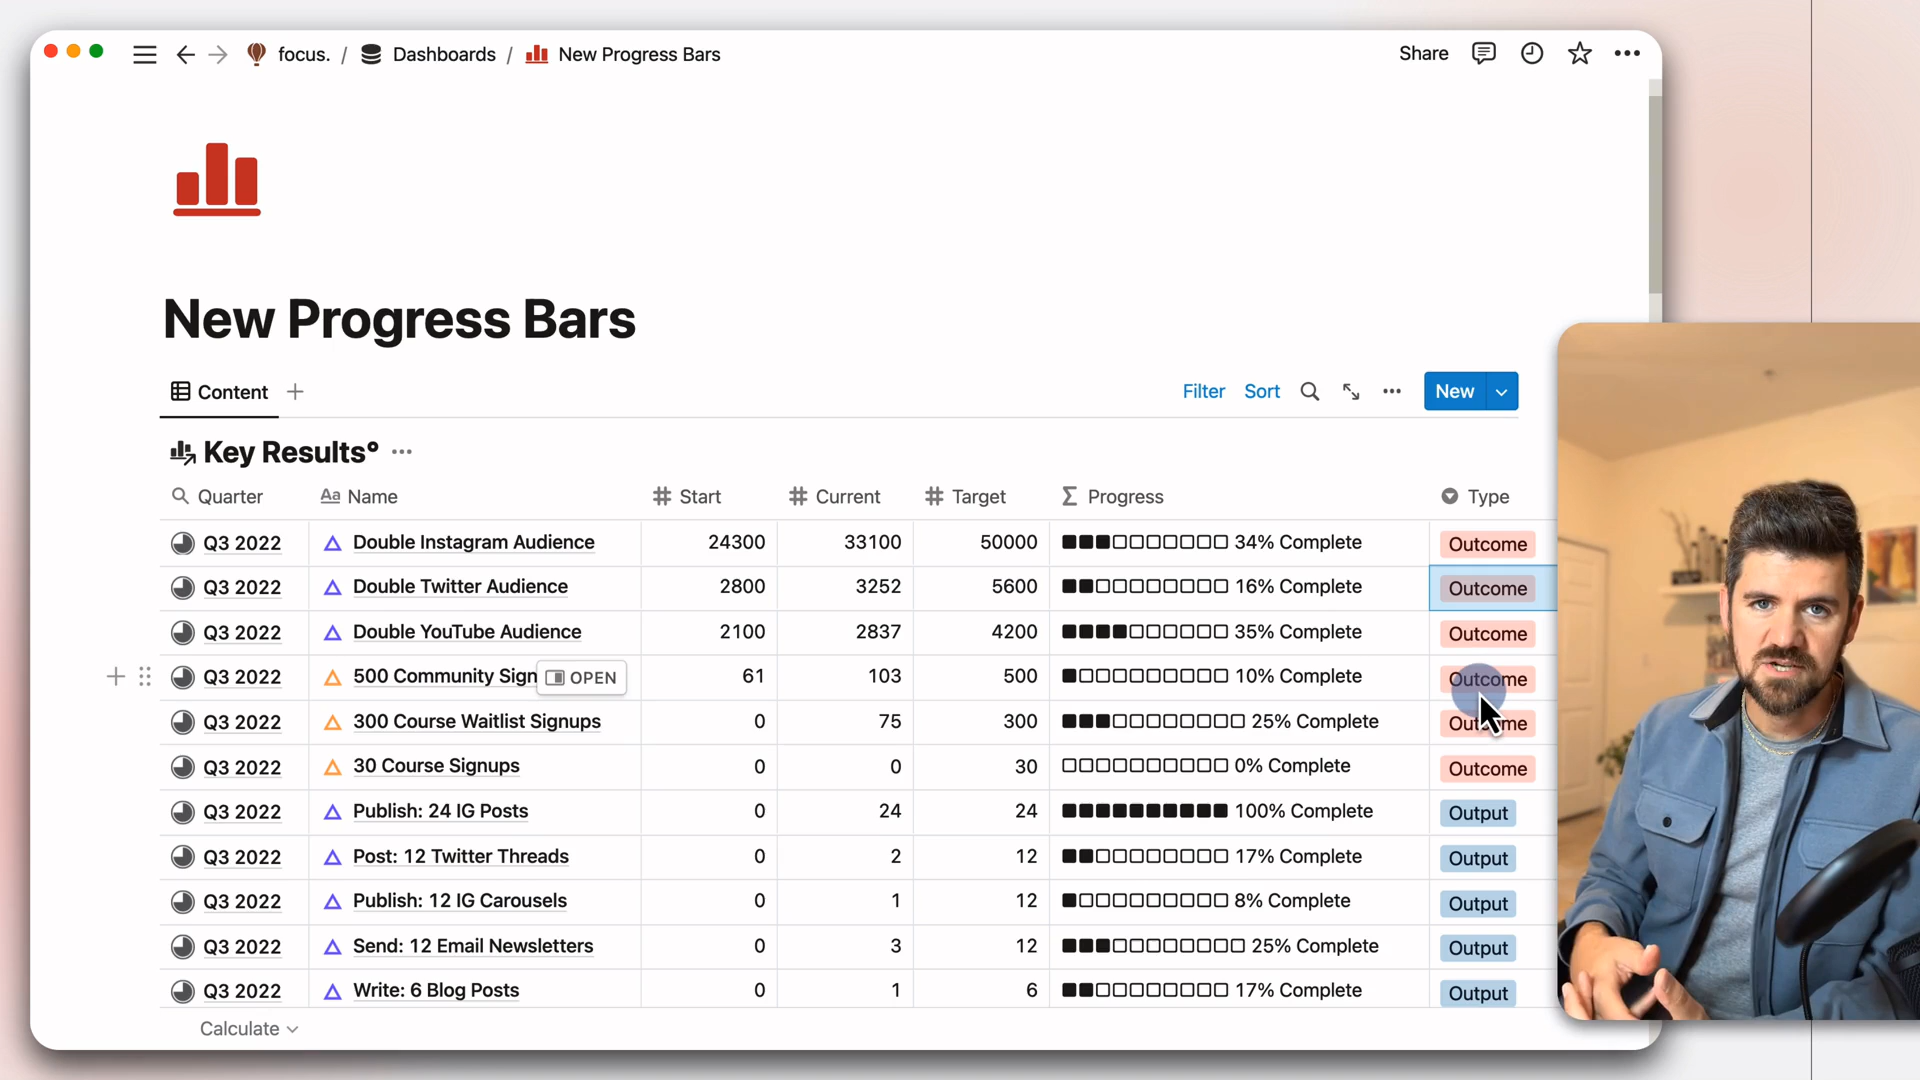 focus. / Dashboards / New Progress Bars
Share
New Progress Bars
Content
Filter Sort New
Key Results°
Quarter Aa Name # Start # Current # Target Σ Progress Type
Q3 2022 Double Instagram Audience 24300 33100 50000 ■■■□□□□□□□ 34% Complete Outcome
Q3 2022 Double Twitter Audience 2800 3252 5600 ■■□□□□□□□□ 16% Complete Outcome
Q3 2022 Double YouTube Audience 2100 2837 4200 ■■■■□□□□□□ 35% Complete Outcome
Q3 2022 500 Community Sign OPEN 61 103 500 ■□□□□□□□□□ 10% Complete Outcome
Q3 2022 300 Course Waitlist Signups 0 75 300 ■■■□□□□□□□□ 25% Complete Outcome
Q3 2022 30 Course Signups 0 0 30 □□□□□□□□□□ 0% Complete Outcome
Q3 2022 Publish: 24 IG Posts 0 24 24 ■■■■■■■■■■ 100% Complete Output
Q3 2022 Post: 12 Twitter Threads 0 2 12 ■■□□□□□□□□ 17% Complete Output
Q3 2022 Publish: 12 IG Carousels 0 1 12 ■□□□□□□□□□ 8% Complete Output
Q3 2022 Send: 12 Email Newsletters 0 3 12 ■■■□□□□□□□□ 25% Complete Output
Q3 2022 Write: 6 Blog Posts 0 1 6 ■■□□□□□□□□ 17% Complete Output
Calculate